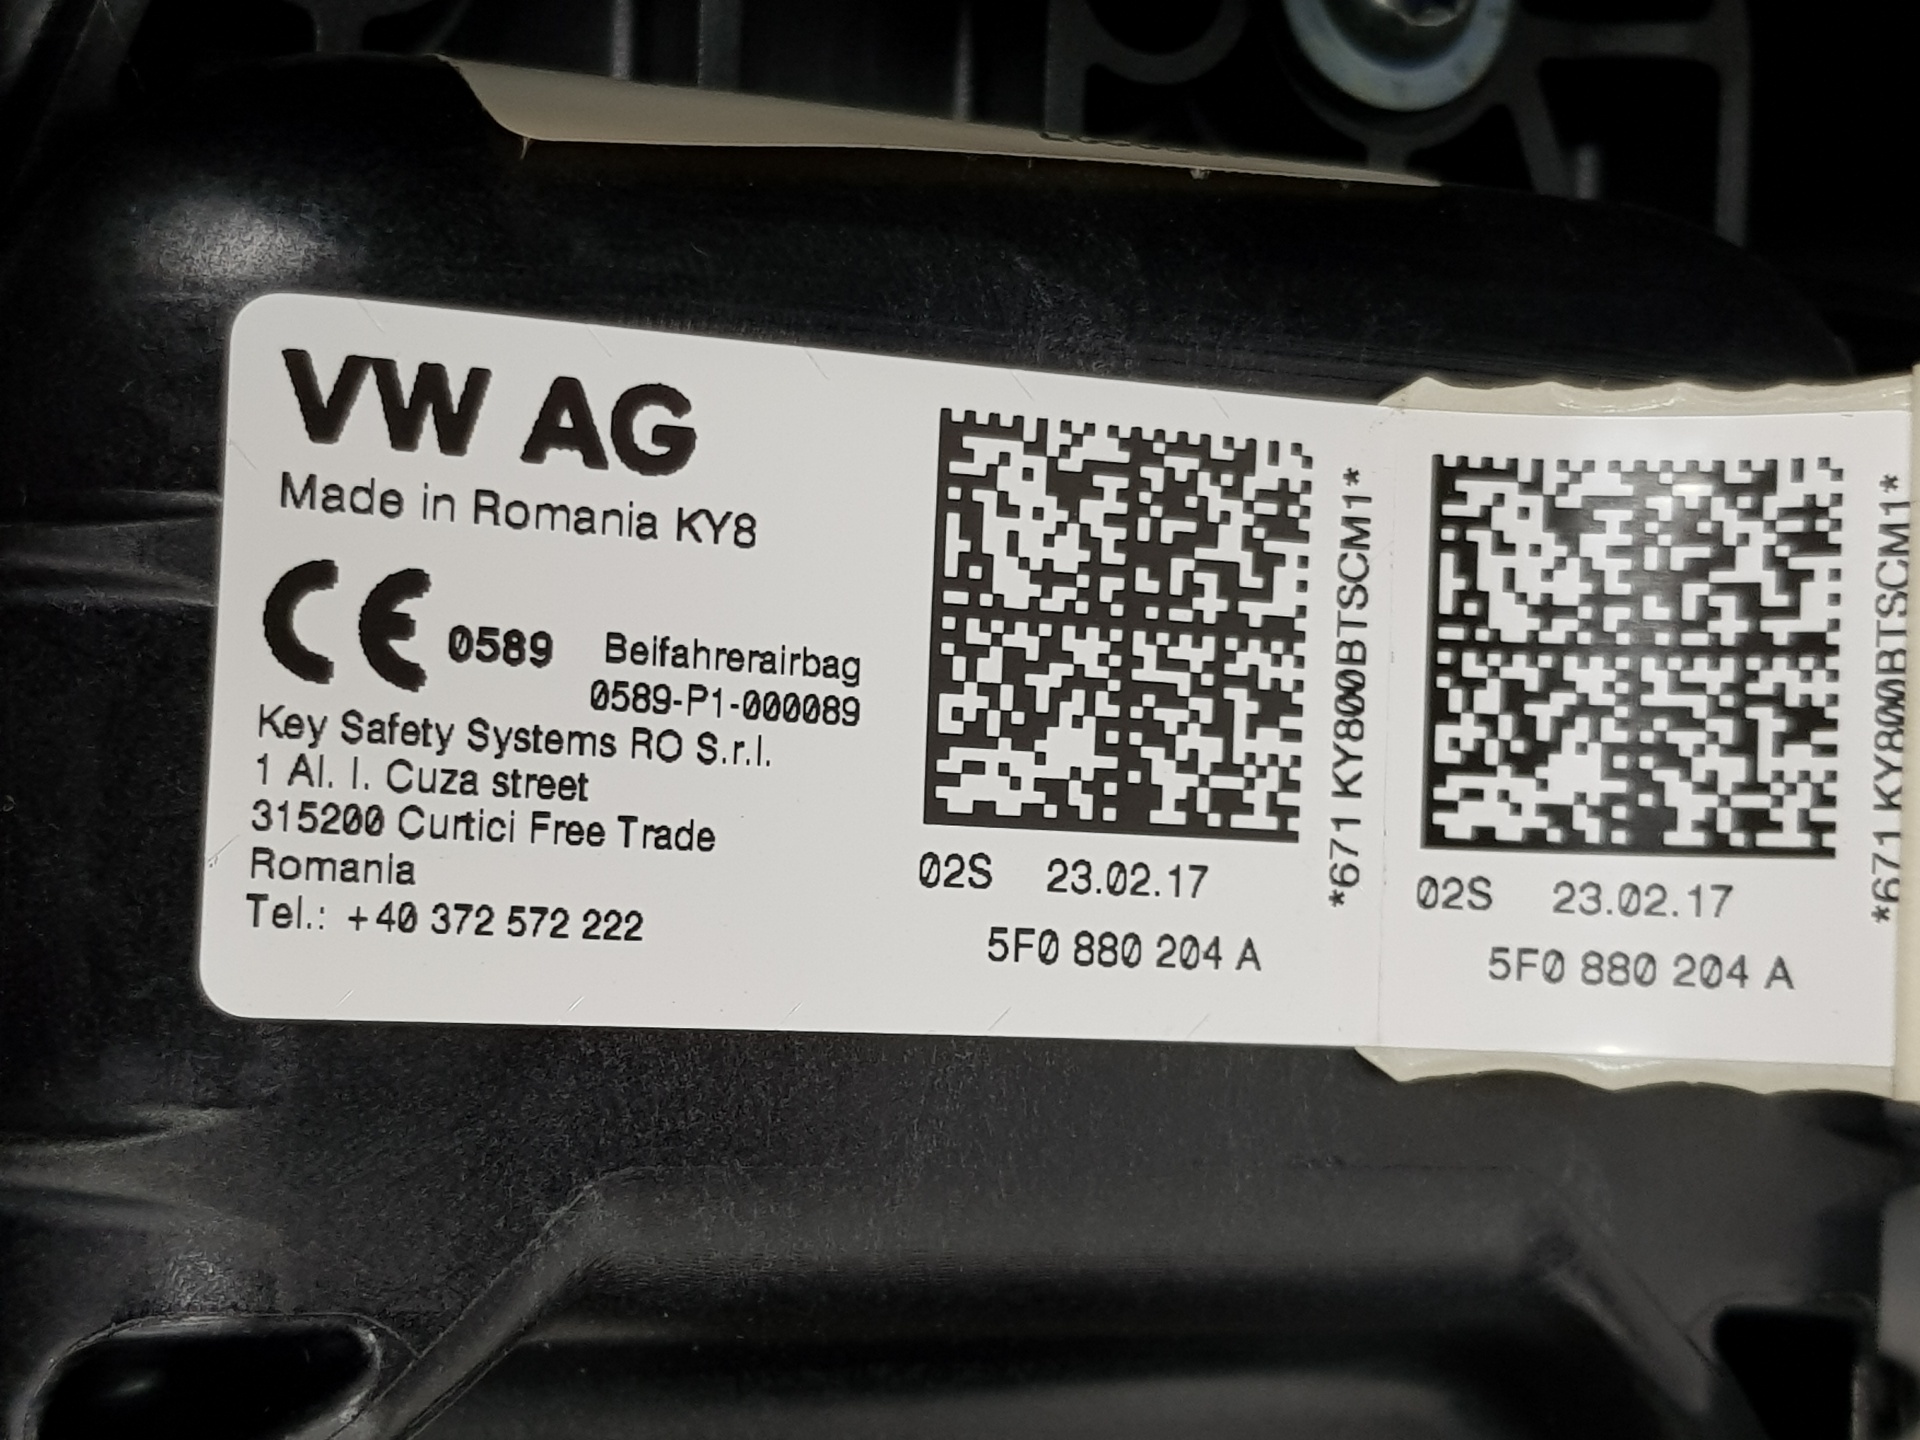 VW AG
Made in Romania KY8
CE 0589 Beifahrerairbag
0589-P1-000089
Key Safety Systems RO S.r.l.
1 Al. I. Cuza street
315200 Curtici Free Trade
Romania
Tel.: +40 372 572 222
02S 23.02.17
5F0 880 204 A
*671 KY8000BTSCM1*
02S 23.02.17
5F0 880 204 A
*671 KY8000BTSCM1*